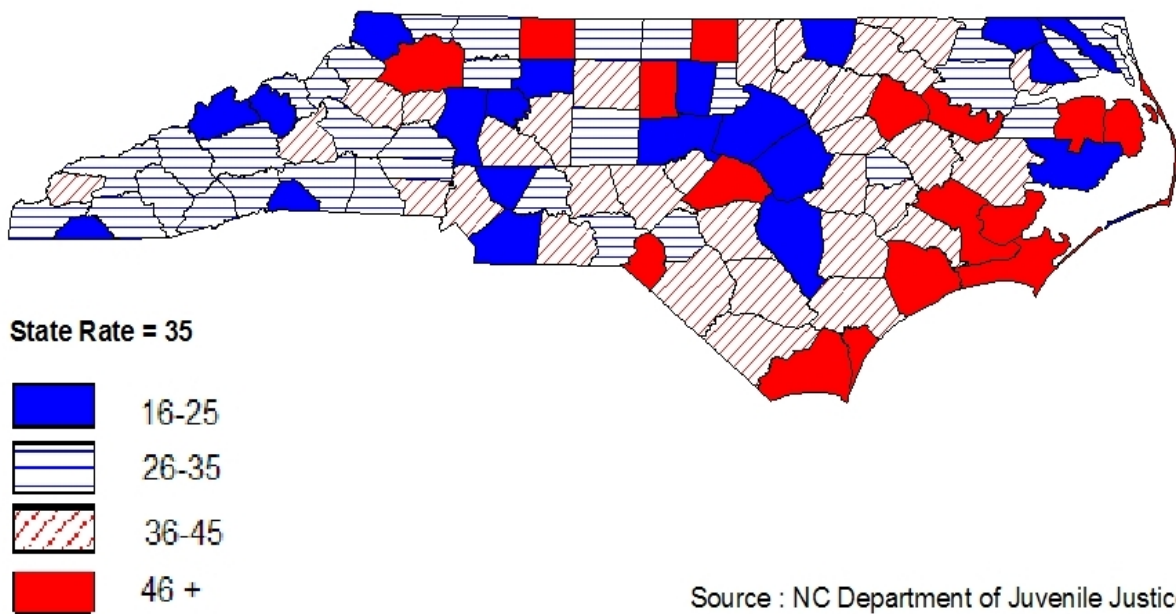 State Rate = 35
16-25
26-35
36-45
46 +
Source : NC Department of Juvenile Justic